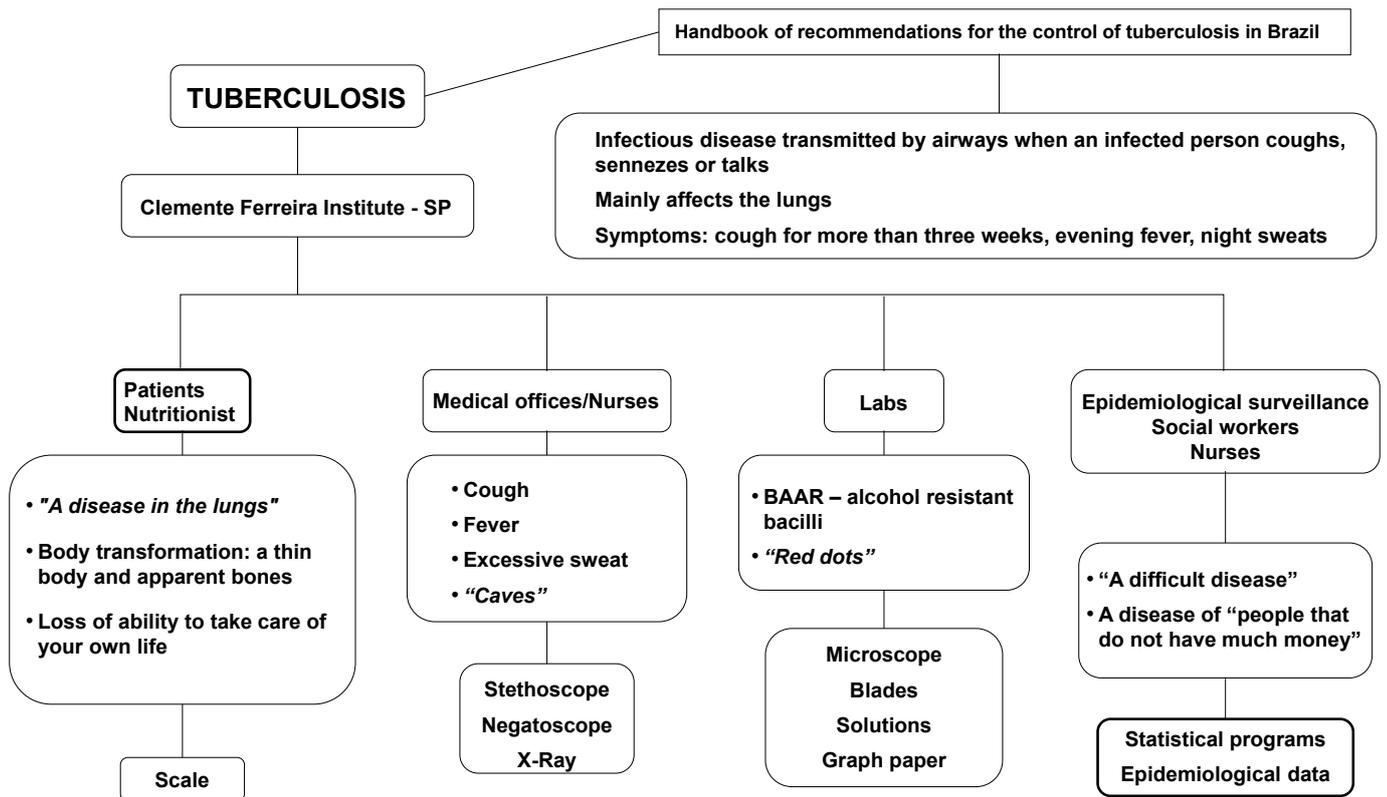 Handbook of recommendations for the control of tuberculosis in Brazil
TUBERCULOSIS
Infectious disease transmitted by airways when an infected person coughs,
sennezes or talks
Mainly affects the lungs
Symptoms: cough for more than three weeks, evening fever, night sweats
Clemente Ferreira Institute - SP
Patients
Nutritionist
• "A disease in the lungs"
• Body transformation: a thin
body and apparent bones
• Loss of ability to take care of
your own life
Scale
Medical offices/Nurses
• Cough
• Fever
• Excessive sweat
• “Caves”
Stethoscope
Negatoscope
X-Ray
Labs
• BAAR – alcohol resistant
bacilli
• “Red dots”
Microscope
Blades
Solutions
Graph paper
Epidemiological surveillance
Social workers
Nurses
• “A difficult disease”
• A disease of “people that
do not have much money”
Statistical programs
Epidemiological data